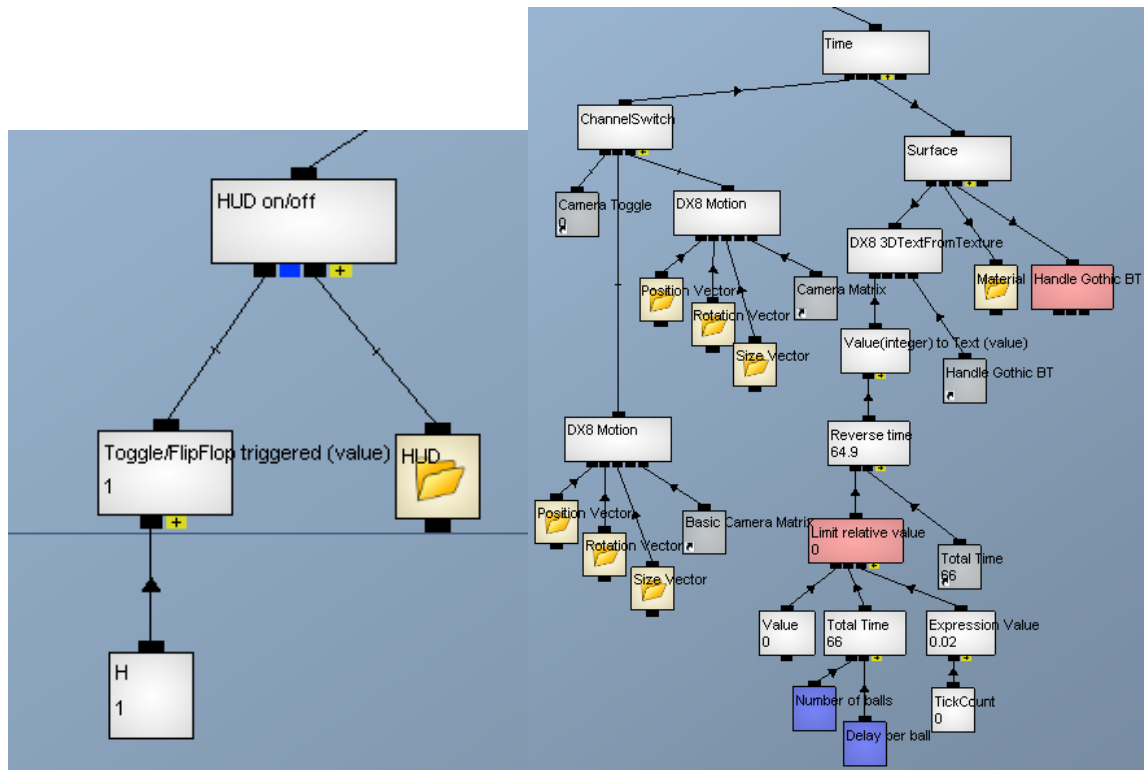 HUD on/off
Toggle/FlipFlop triggered (value)
1
HUD
H
1
Time
ChannelSwitch
Surface
Camera Toggle
0
DX8 Motion
DX8 3DTextFromTexture
Material
Handle Gothic BT
Position Vector
Camera Matrix
Rotation Vector
Size Vector
Value(integer) to Text (value)
Handle Gothic BT
DX8 Motion
Reverse time
64.9
Position Vector
Basic Camera Matrix
Rotation Vector
Size Vector
Limit relative value
0
Total Time
66
Value
0
Total Time
66
Expression Value
0.02
Number of balls
TickCount
0
Delay per ball